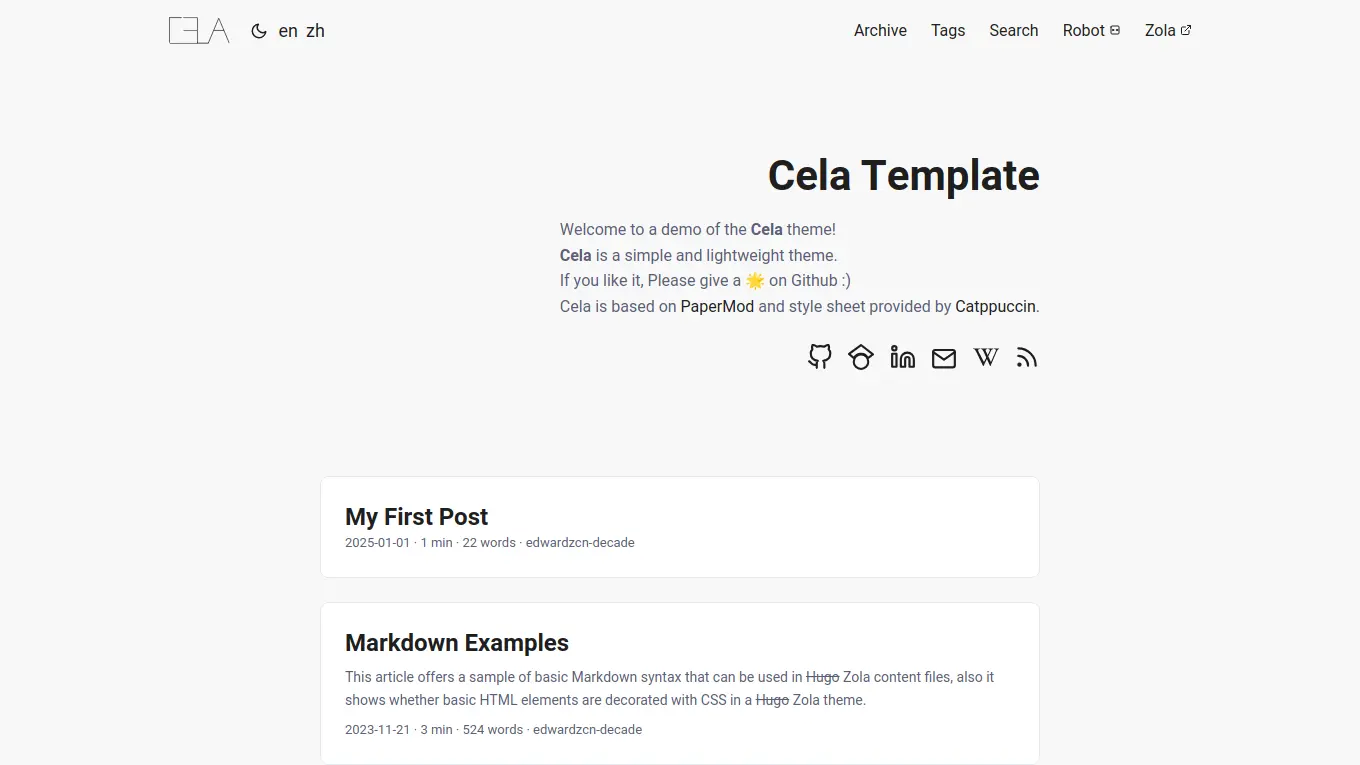 CELA en zh Archive Tags Search Robot Zola
Cela Template
Welcome to a demo of the Cela theme!
Cela is a simple and lightweight theme.
If you like it, Please give a 🌟 on Github :)
Cela is based on PaperMod and style sheet provided by Catppuccin.
My First Post
2025-01-01 · 1 min · 22 words · edwardzcn-decade
Markdown Examples
This article offers a sample of basic Markdown syntax that can be used in Hugo Zola content files, also it
shows whether basic HTML elements are decorated with CSS in a Hugo Zola theme.
2023-11-21 · 3 min · 524 words · edwardzcn-decade